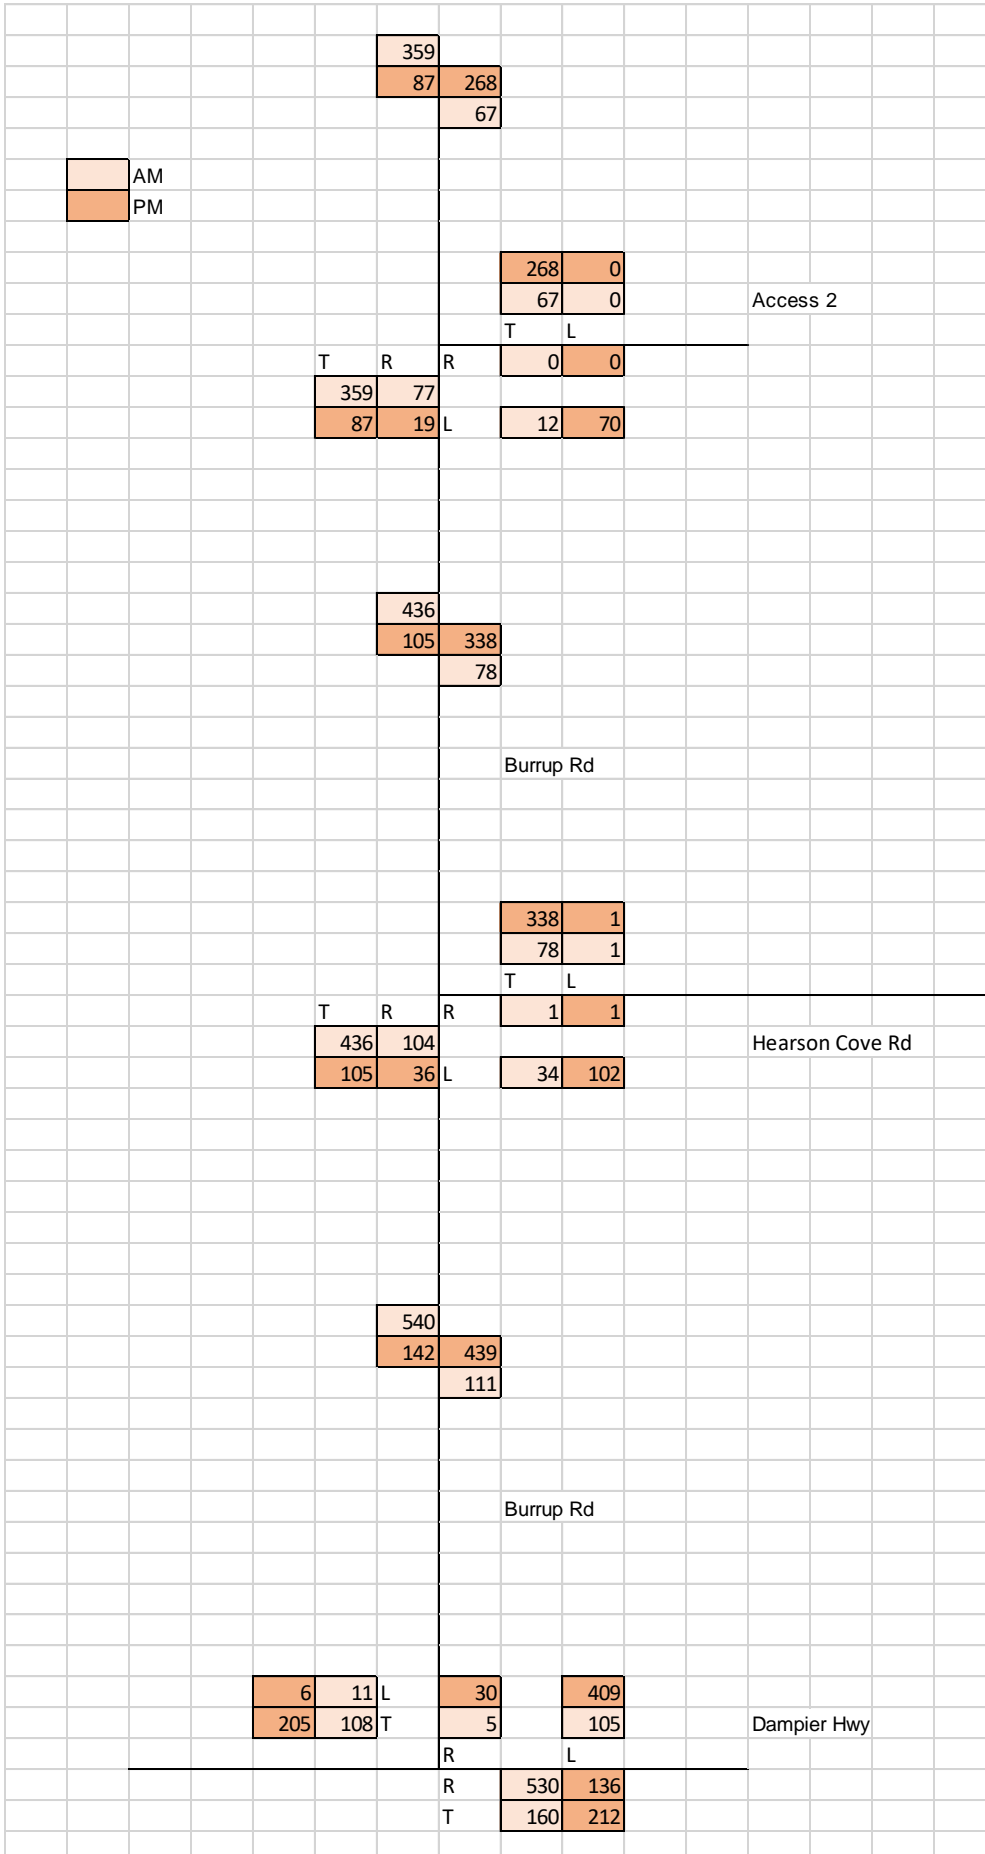 359
87 268
67
AM
PM
268 0
67 0 Access 2
T L
T R R 0 0
359 77
87 19 L 12 70
436
105 338
78
Burrup Rd
338 1
78 1
T L
T R R 1 1
436 104 Hearson Cove Rd
105 36 L 34 102
540
142 439
111
Burrup Rd
6 11 L 30 409
205 108 T 5 105 Dampier Hwy
R L
R 530 136
T 160 212